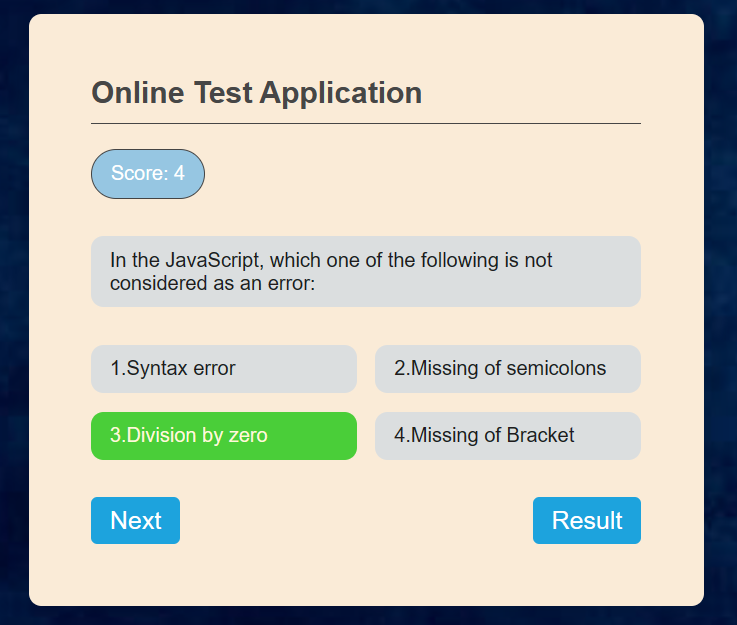 Online Test Application
Score: 4
In the JavaScript, which one of the following is not
considered as an error:
1.Syntax error
2.Missing of semicolons
3.Division by zero
4.Missing of Bracket
Next
Result